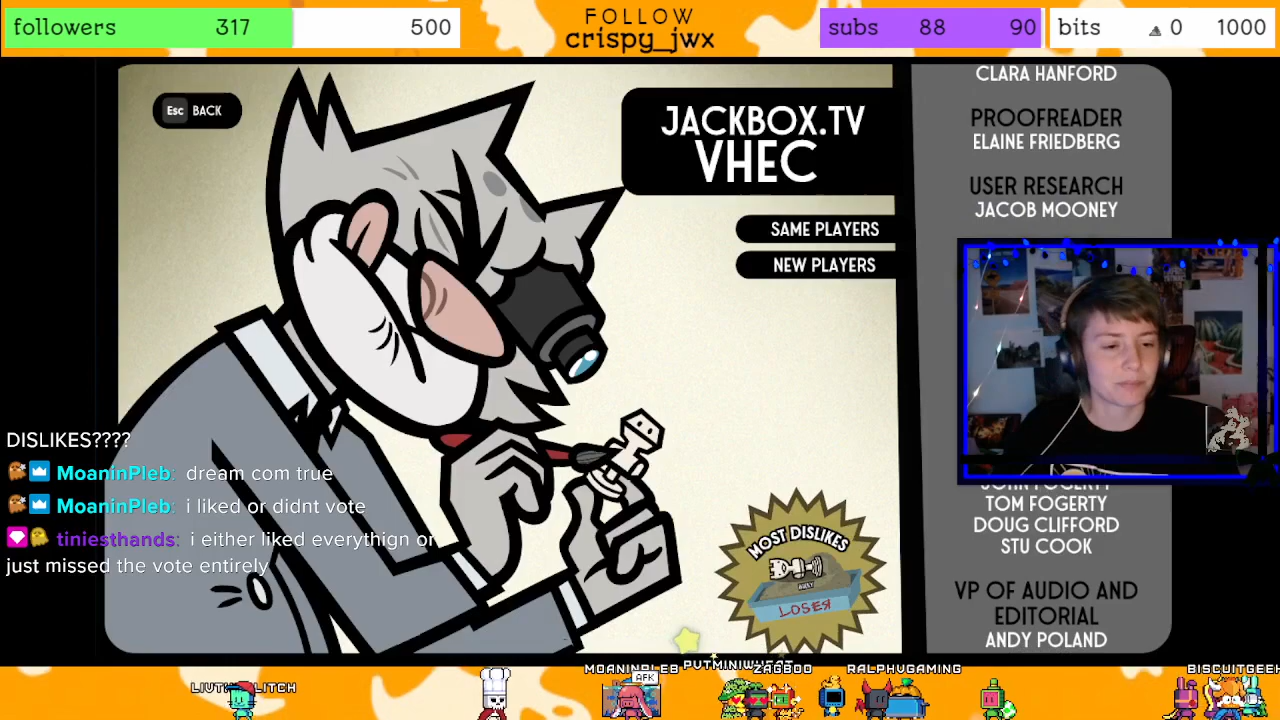 followers 317 500
FOLLOW
crispy_jwx
subs 88 90
bits 0 1000
Esc BACK
JACKBOX.TV
VHEC
SAME PLAYERS
NEW PLAYERS
CLARA HANFORD
PROOFREADER
ELAINE FRIEDBERG
USER RESEARCH
JACOB MOONEY
TOM FOGERTY
DOUG CLIFFORD
STU COOK
VP OF AUDIO AND
EDITORIAL
ANDY POLAND
DISLIKES????
MoaninPleb: dream com true
MoaninPleb: i liked or didnt vote
tiniesthands: i either liked everythign or
just missed the vote entirely
MOST DISLIKES
LOSER
MOANINPLEB
AFK
RALPHVGAMING